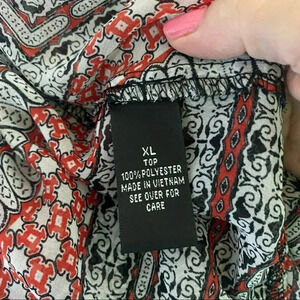 XL
TOP
100% POLYESTER
MADE IN VIETNAM
SEE OVER FOR
CARE